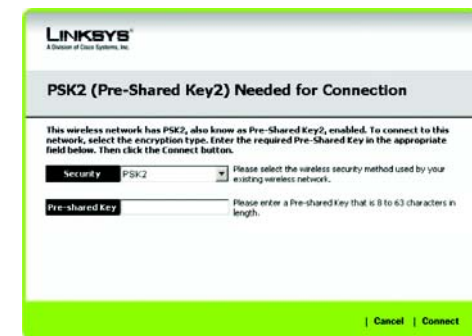 LINKSYS®
A Division of Cisco Systems, Inc.
PSK2 (Pre-Shared Key2) Needed for Connection
This wireless network has PSK2, also know as Pre-Shared Key2, enabled. To connect to this
network, select the encryption type. Enter the required Pre-Shared Key in the appropriate
field below. Then click the Connect button.
Security PSK2 Please select the wireless security method used by your
existing wireless network.
Pre-shared Key Please enter a Pre-shared Key that is 8 to 63 characters in
length.
| Cancel | Connect